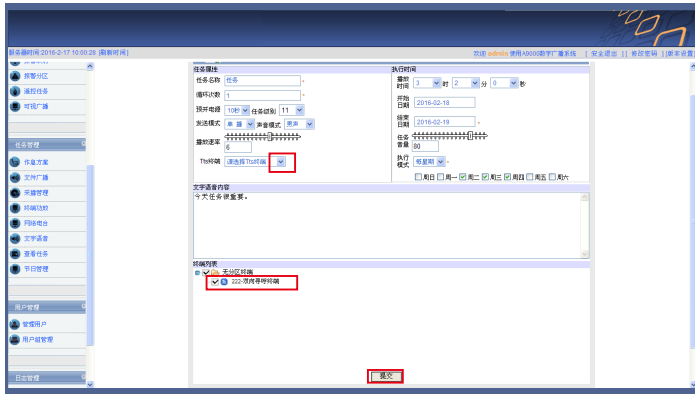 服务器时间:2016-2-17 10:00:28 [刷新时间]
欢迎 admin 使用A9000数字广播系统 [ 安全退出 ][ 修改密码 ][版本设置]
报警分区
遥控任务
可视广播
任务管理
作息方案
文件广播
采播管理
终端功放
网络电台
文字语音
查看任务
节日管理
用户管理
管理用户
用户组管理
日志管理
任务属性
任务名称 任务 *
循环次数 1 *
预开电源 10秒 任务级别 11
发送模式 单 播 声音模式 男声
播放速率 6
Tts终端 请选择Tts终端
执行时间
播放时间 3 时 2 分 0 秒
开始日期 2016-02-18
结束日期 2016-02-19 *
任务音量 80
执行模式 每星期 *
周日 周一 周二 周三 周四 周五 周六
文字语音内容
今天任务很重要。
终端列表
无分区终端
222-双向寻呼终端
提交